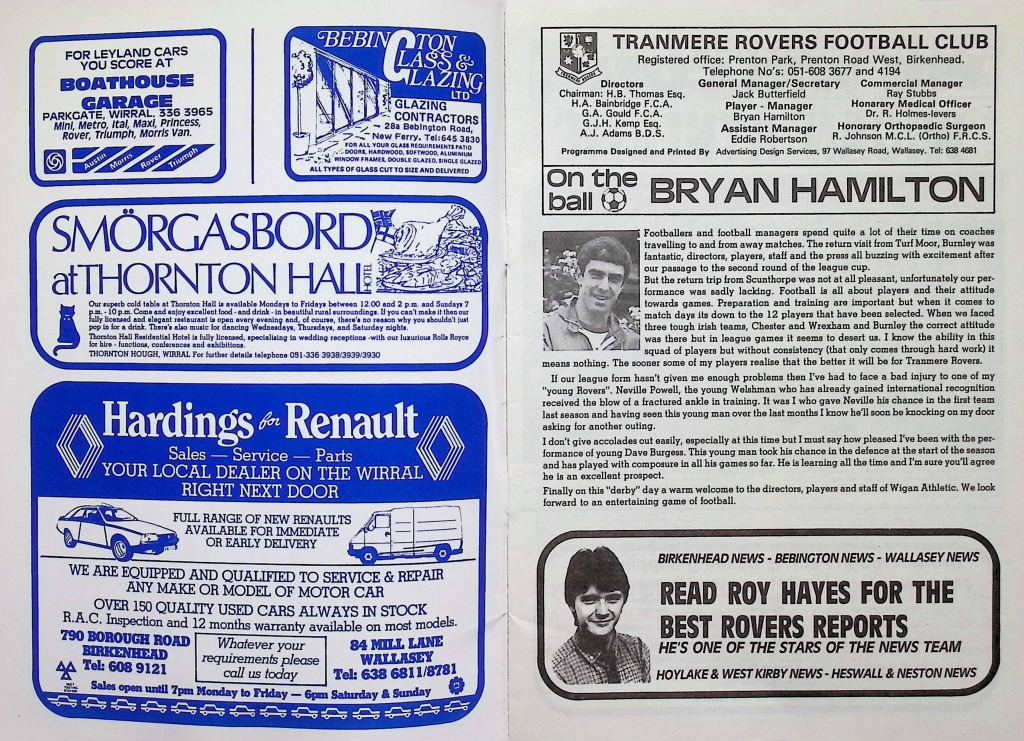 FOR LEYLAND CARS
YOU SCORE AT
BOATHOUSE
GARAGE
PARKGATE, WIRRAL. 336 3965
Mini, Metro, Ital, Maxi, Princess,
Rover, Triumph, Morris Van.
Austin Morris Rover Triumph
BEBINGTON
GLASS &
GLAZING
LTD
GLAZING
CONTRACTORS
28a Bebington Road,
New Ferry. Tel: 645 3830
FOR ALL YOUR GLASS REQUIREMENTS PATIO
DOORS, HARDWOOD, SOFTWOOD, ALUMINIUM
WINDOW FRAMES, DOUBLE GLAZED, SINGLE GLAZED
ALL TYPES OF GLASS CUT TO SIZE AND DELIVERED
SMÖRGASBORD
at THORNTON HALL
HOTEL
Our superb cold table at Thornton Hall is available Mondays to Fridays between 12.00 and 2 p.m. and Sundays 7
p.m. - 10 p.m. Come and enjoy excellent food - and drink - in beautiful rural surroundings. If you can't make it then our
fully licensed and elegant restaurant is open every evening and, of course, there's no reason why you shouldn't just
pop in for a drink. There's also music for dancing Wednesdays, Thursdays, and Saturday nights.
Thornton Hall Residential Hotel is fully licensed, specialising in wedding receptions -with our luxurious Rolls Royce
for hire - functions, conferences and exhibitions.
THORNTON HOUGH, WIRRAL For further details telephone 051-336 3938/3939/3930
Hardings for Renault
Sales — Service — Parts
YOUR LOCAL DEALER ON THE WIRRAL
RIGHT NEXT DOOR
FULL RANGE OF NEW RENAULTS
AVAILABLE FOR IMMEDIATE
OR EARLY DELIVERY
WE ARE EQUIPPED AND QUALIFIED TO SERVICE & REPAIR
ANY MAKE OR MODEL OF MOTOR CAR
OVER 150 QUALITY USED CARS ALWAYS IN STOCK
R.A.C. Inspection and 12 months warranty available on most models.
790 BOROUGH ROAD
BIRKENHEAD
Tel: 608 9121
Whatever your
requirements please
call us today
84 MILL LANE
WALLASEY
Tel: 638 6811/8781
Sales open until 7pm Monday to Friday — 6pm Saturday & Sunday
TRANMERE ROVERS FOOTBALL CLUB
Registered office: Prenton Park, Prenton Road West, Birkenhead.
Telephone No's: 051-608 3677 and 4194
Directors
Chairman: H.B. Thomas Esq.
H.A. Bainbridge F.C.A.
G.A. Gould F.C.A.
G.J.H. Kemp Esq.
A.J. Adams B.D.S.
General Manager/Secretary
Jack Butterfield
Player - Manager
Bryan Hamilton
Assistant Manager
Eddie Robertson
Commercial Manager
Ray Stubbs
Honarary Medical Officer
Dr. R. Holmes-Ievers
Honorary Orthopaedic Surgeon
R. Johnson M.C.L. (Ortho) F.R.C.S.
Programme Designed and Printed By Advertising Design Services, 97 Wallasey Road, Wallasey. Tel: 638 4681
On the
ball
BRYAN HAMILTON
Footballers and football managers spend quite a lot of their time on coaches
travelling to and from away matches. The return visit from Turf Moor, Burnley was
fantastic, directors, players, staff and the press all buzzing with excitement after
our passage to the second round of the league cup.
But the return trip from Scunthorpe was not at all pleasant, unfortunately our per-
formance was sadly lacking. Football is all about players and their attitude
towards games. Preparation and training are important but when it comes to
match days its down to the 12 players that have been selected. When we faced
three tough irish teams, Chester and Wrexham and Burnley the correct attitude
was there but in league games it seems to desert us. I know the ability in this
squad of players but without consistency (that only comes through hard work) it
means nothing. The sooner some of my players realise that the better it will be for Tranmere Rovers.
If our league form hasn't given me enough problems then I've had to face a bad injury to one of my
"young Rovers". Neville Powell, the young Welshman who has already gained international recognition
received the blow of a fractured ankle in training. It was I who gave Neville his chance in the first team
last season and having seen this young man over the last months I know he'll soon be knocking on my door
asking for another outing.
I don't give accolades out easily, especially at this time but I must say how pleased I've been with the per-
formance of young Dave Burgess. This young man took his chance in the defence at the start of the season
and has played with composure in all his games so far. He is learning all the time and I'm sure you'll agree
he is an excellent prospect.
Finally on this "derby" day a warm welcome to the directors, players and staff of Wigan Athletic. We look
forward to an entertaining game of football.
BIRKENHEAD NEWS - BEBINGTON NEWS - WALLASEY NEWS
READ ROY HAYES FOR THE
BEST ROVERS REPORTS
HE'S ONE OF THE STARS OF THE NEWS TEAM
HOYLAKE & WEST KIRBY NEWS - HESWALL & NESTON NEWS